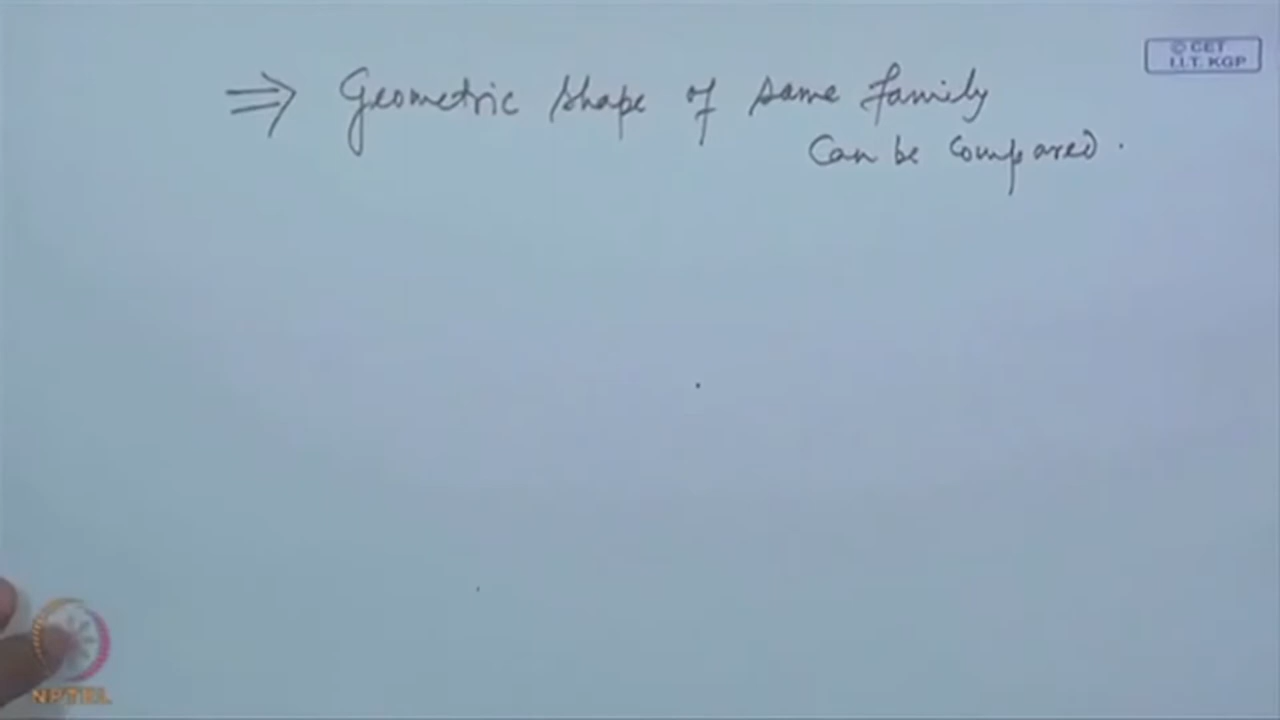 © CET
I.I.T. KGP
⇒ Geometric shape of same family
Can be compared.
NPTEL